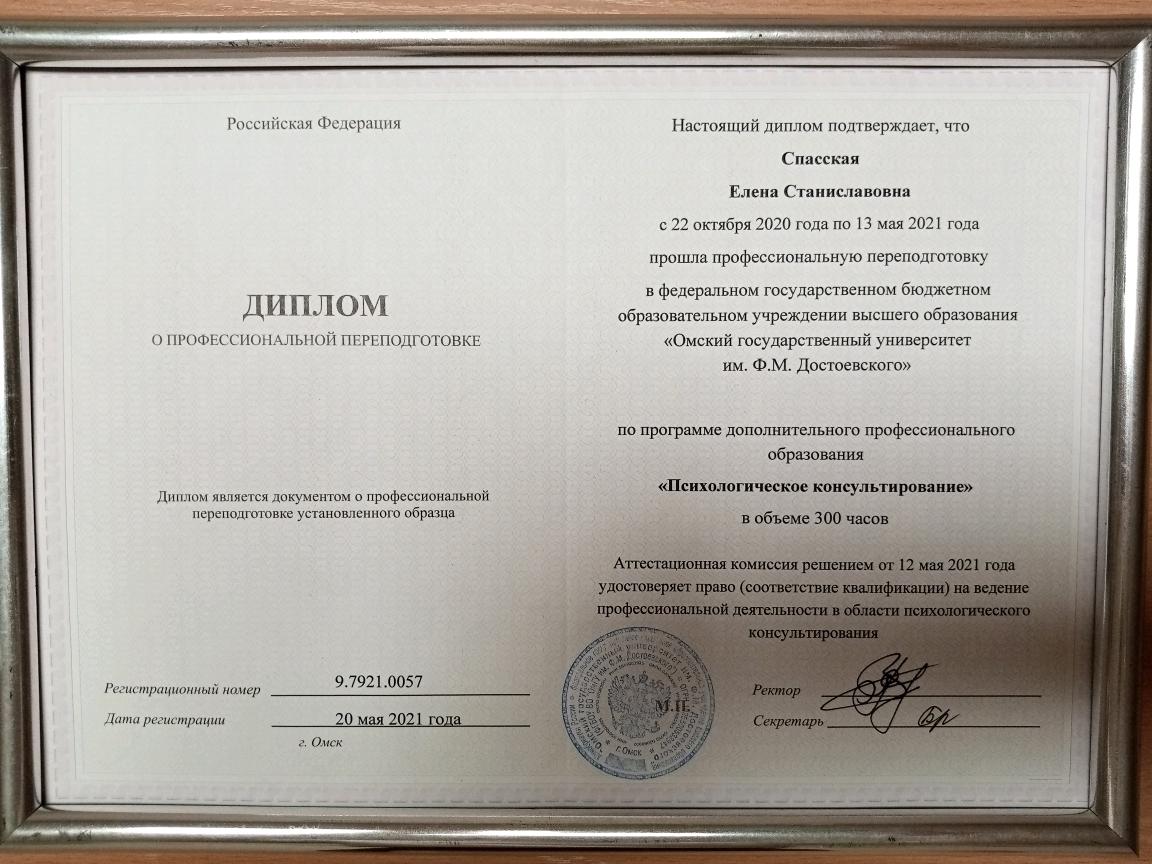 Российская Федерация
ДИПЛОМ
О ПРОФЕССИОНАЛЬНОЙ ПЕРЕПОДГОТОВКЕ
Диплом является документом о профессиональной
переподготовке установленного образца
Регистрационный номер 9.7921.0057
Дата регистрации 20 мая 2021 года
г. Омск
Настоящий диплом подтверждает, что
Спасская
Елена Станиславовна
с 22 октября 2020 года по 13 мая 2021 года
прошла профессиональную переподготовку
в федеральном государственном бюджетном
образовательном учреждении высшего образования
«Омский государственный университет
им. Ф.М. Достоевского»
по программе дополнительного профессионального
образования
«Психологическое консультирование»
в объеме 300 часов
Аттестационная комиссия решением от 12 мая 2021 года
удостоверяет право (соответствие квалификации) на ведение
профессиональной деятельности в области психологического
консультирования
М.П.
Ректор
Секретарь
г. Омск